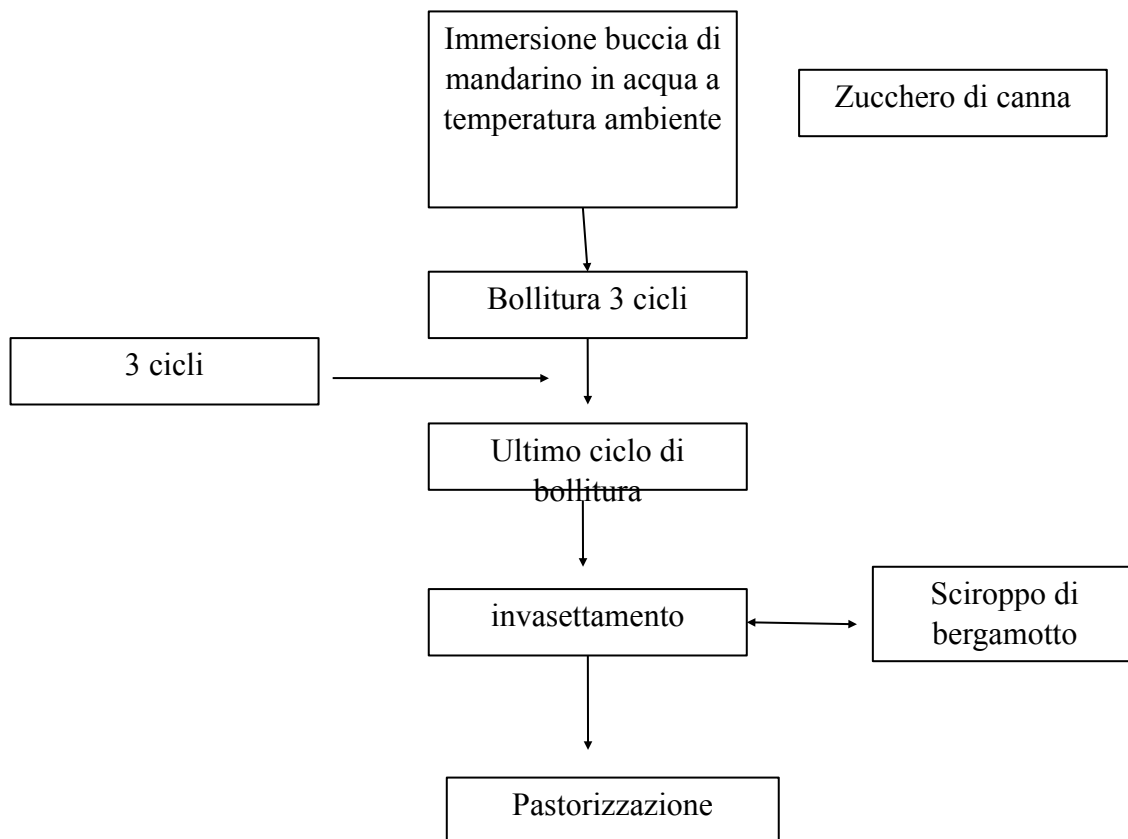 Immersione buccia di
mandarino in acqua a
temperatura ambiente
Zucchero di canna
Bollitura 3 cicli
3 cicli
Ultimo ciclo di
bollitura
invasettamento
Sciroppo di
bergamotto
Pastorizzazione